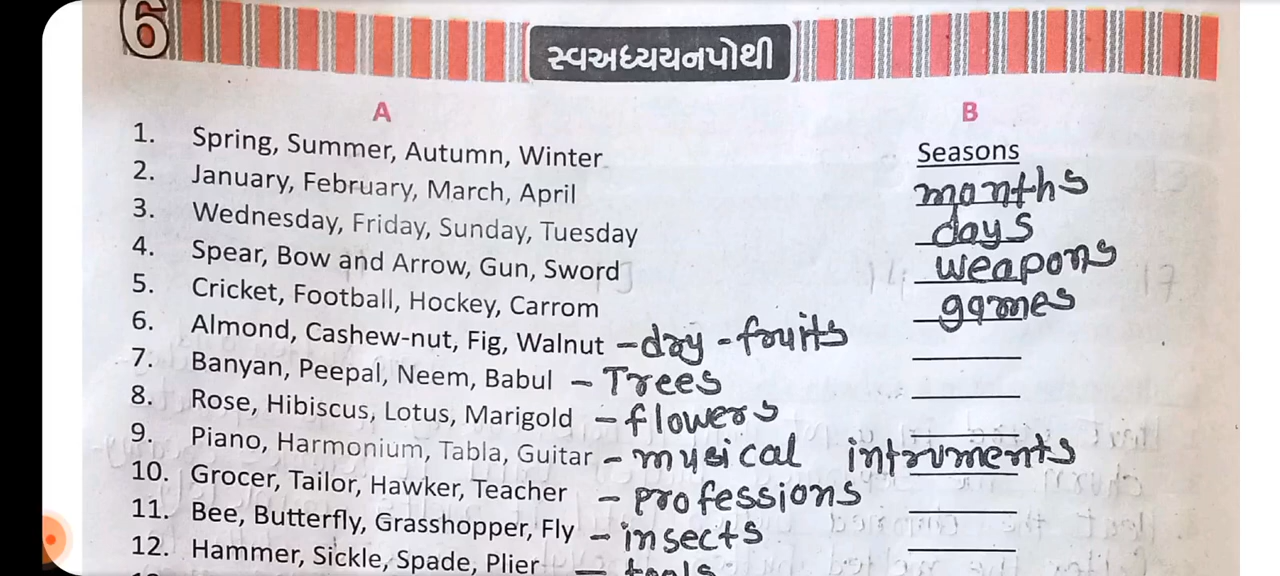 6
સ્વઅધ્યયનપોથી
A B
1. Spring, Summer, Autumn, Winter Seasons
2. January, February, March, April months
3. Wednesday, Friday, Sunday, Tuesday days
4. Spear, Bow and Arrow, Gun, Sword weapons
5. Cricket, Football, Hockey, Carrom games
6. Almond, Cashew-nut, Fig, Walnut - day - fruits
7. Banyan, Peepal, Neem, Babul - Trees
8. Rose, Hibiscus, Lotus, Marigold - flowers
9. Piano, Harmonium, Tabla, Guitar - musical intruments
10. Grocer, Tailor, Hawker, Teacher - professions
11. Bee, Butterfly, Grasshopper, Fly - insects
12. Hammer, Sickle, Spade, Plier - tools